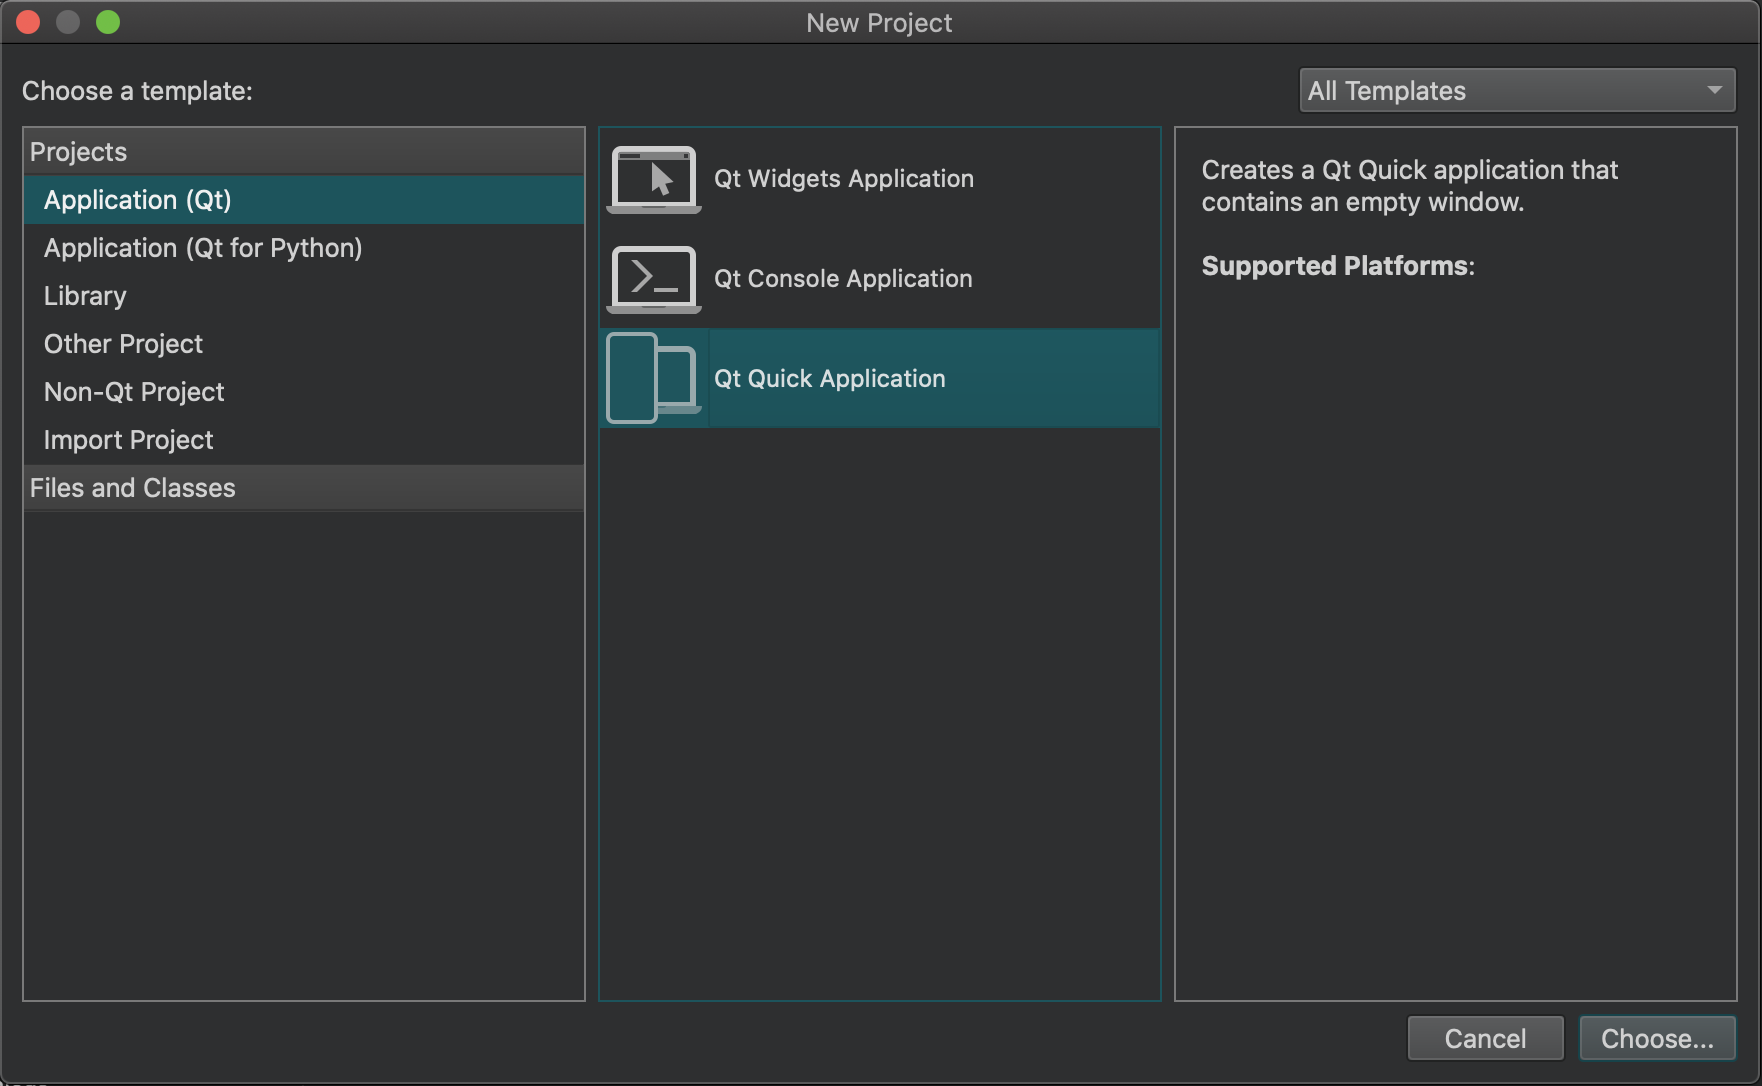 New Project
Choose a template:
All Templates
Projects
Application (Qt)
Application (Qt for Python)
Library
Other Project
Non-Qt Project
Import Project
Files and Classes
Qt Widgets Application
Qt Console Application
Qt Quick Application
Creates a Qt Quick application that
contains an empty window.
Supported Platforms:
Cancel
Choose...